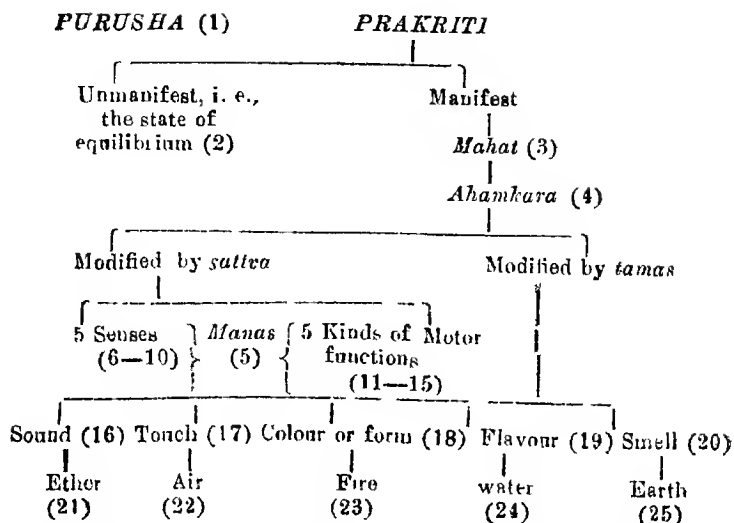 PURUSHA (1) PRAKRITI
Unmanifest, i. e., Manifest
the state of
equilibrium (2) Mahat (3)
Ahamkara (4)
Modified by sattva Modified by tamas
5 Senses Manas 5 Kinds of Motor
(6—10) (5) functions
(11—15)
Sound (16) Touch (17) Colour or form (18) Flavour (19) Smell (20)
Ether Air Fire water Earth
(21) (22) (23) (24) (25)